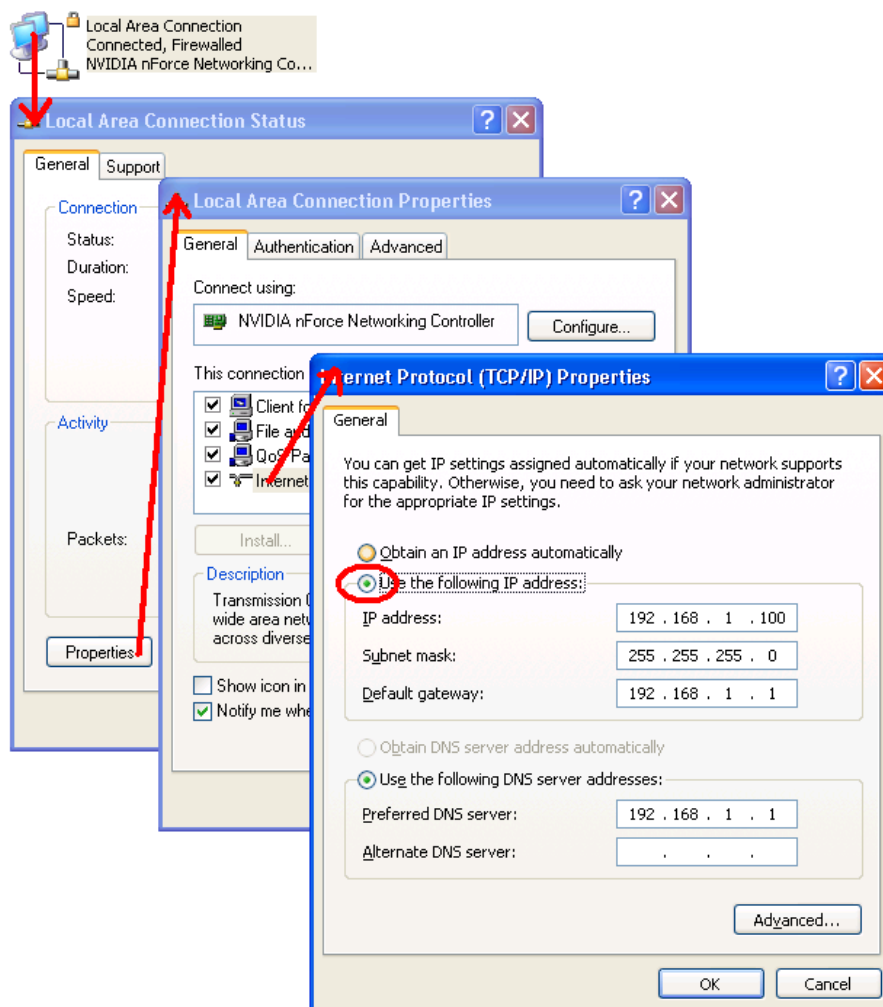 Local Area Connection
Connected, Firewalled
NVIDIA nForce Networking Co...
Local Area Connection Status
General
Support
Connection
Status:
Duration:
Speed:
Activity
Packets:
Properties
Local Area Connection Properties
General
Authentication
Advanced
Connect using:
NVIDIA nForce Networking Controller
Configure...
This connection
Client fo
File and
QoS Pa
Internet
Install...
Description
Transmission
wide area netw
across diverse
Show icon in
Notify me whe
Internet Protocol (TCP/IP) Properties
General
You can get IP settings assigned automatically if your network supports
this capability. Otherwise, you need to ask your network administrator
for the appropriate IP settings.
Obtain an IP address automatically
Use the following IP address:
IP address: 192 . 168 . 1 . 100
Subnet mask: 255 . 255 . 255 . 0
Default gateway: 192 . 168 . 1 . 1
Obtain DNS server address automatically
Use the following DNS server addresses:
Preferred DNS server: 192 . 168 . 1 . 1
Alternate DNS server: . . .
Advanced...
OK
Cancel